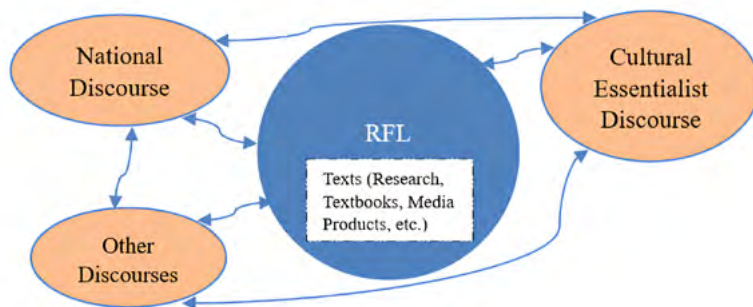 National
Discourse
Cultural
Essentialist
Discourse
RFL
Texts (Research,
Textbooks, Media
Products, etc.)
Other
Discourses